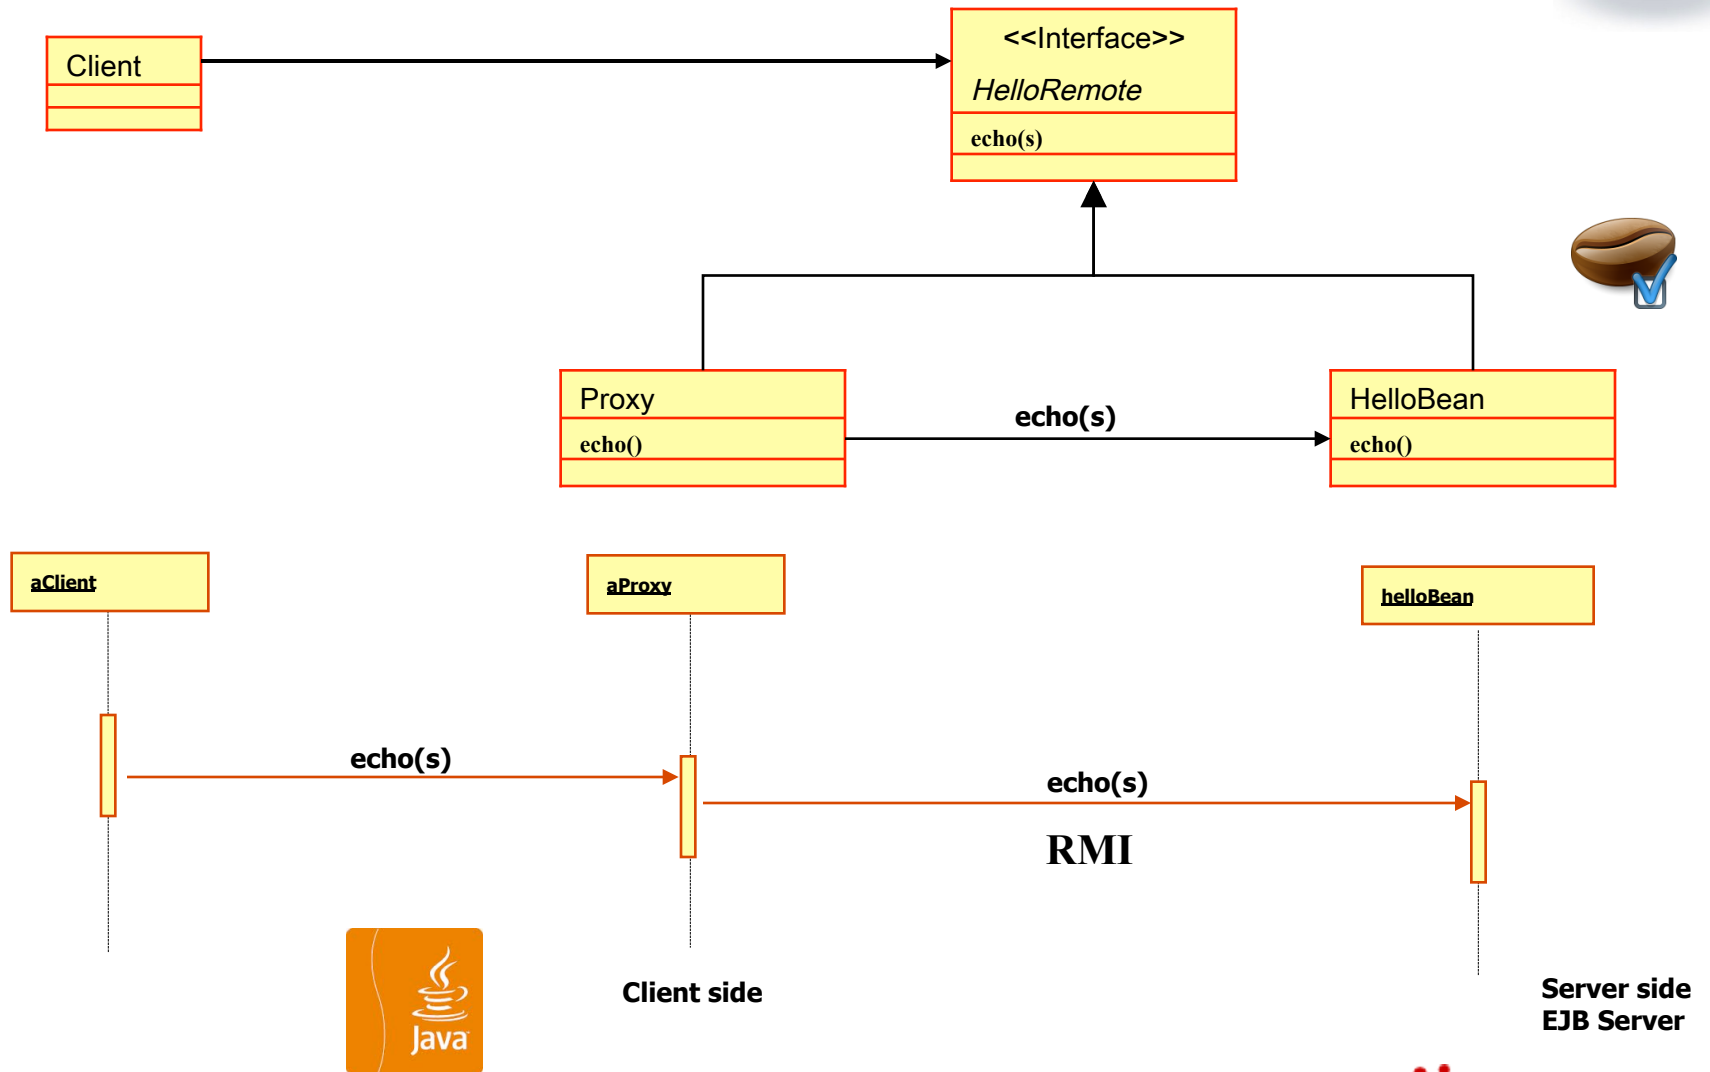 <<Interface>>
Client
HelloRemote
echo(s)
Proxy
HelloBean
echo(s)
echo()
echo()
aClient
aProxy
helloBean
echo(s)
echo(s)
RMI
Client side
Server side
EJB Server
Java